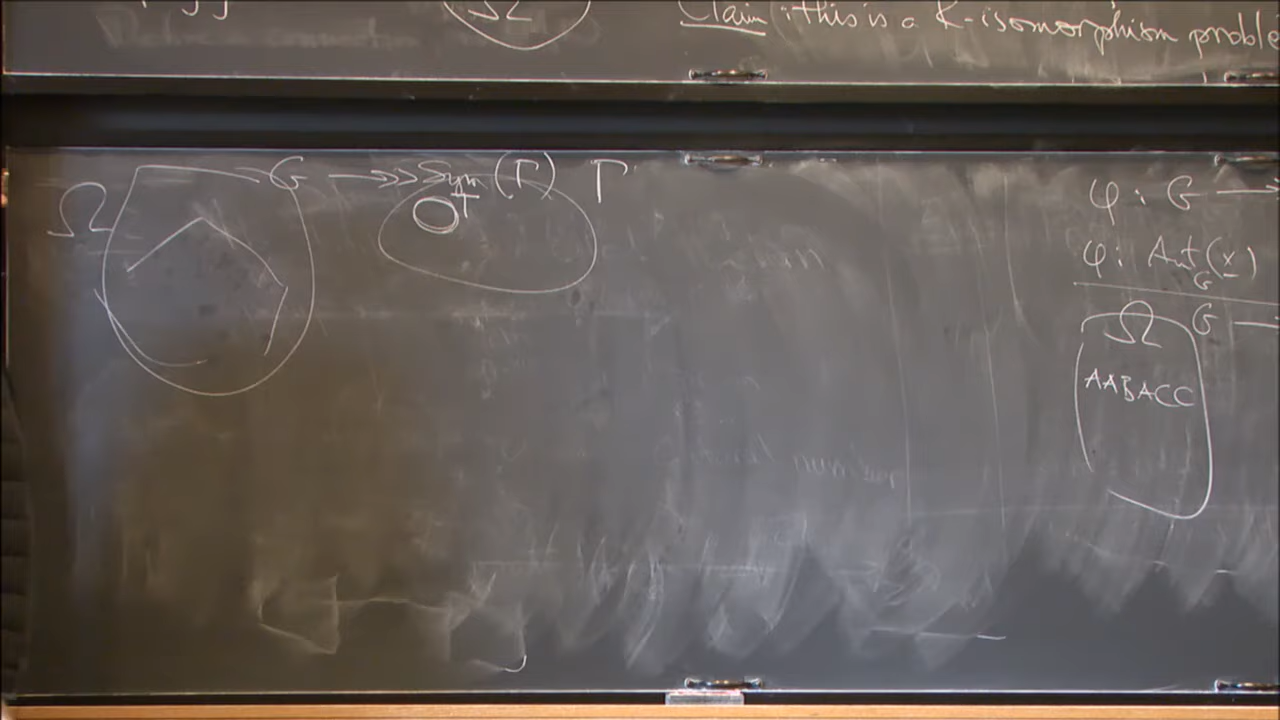 Ω
Claim: this is a K-isomorphism proble
Ω G ↠ Sym(Γ) Γ
T
φ: G →
φ: Aut_G(x)
Ω G
AABACC